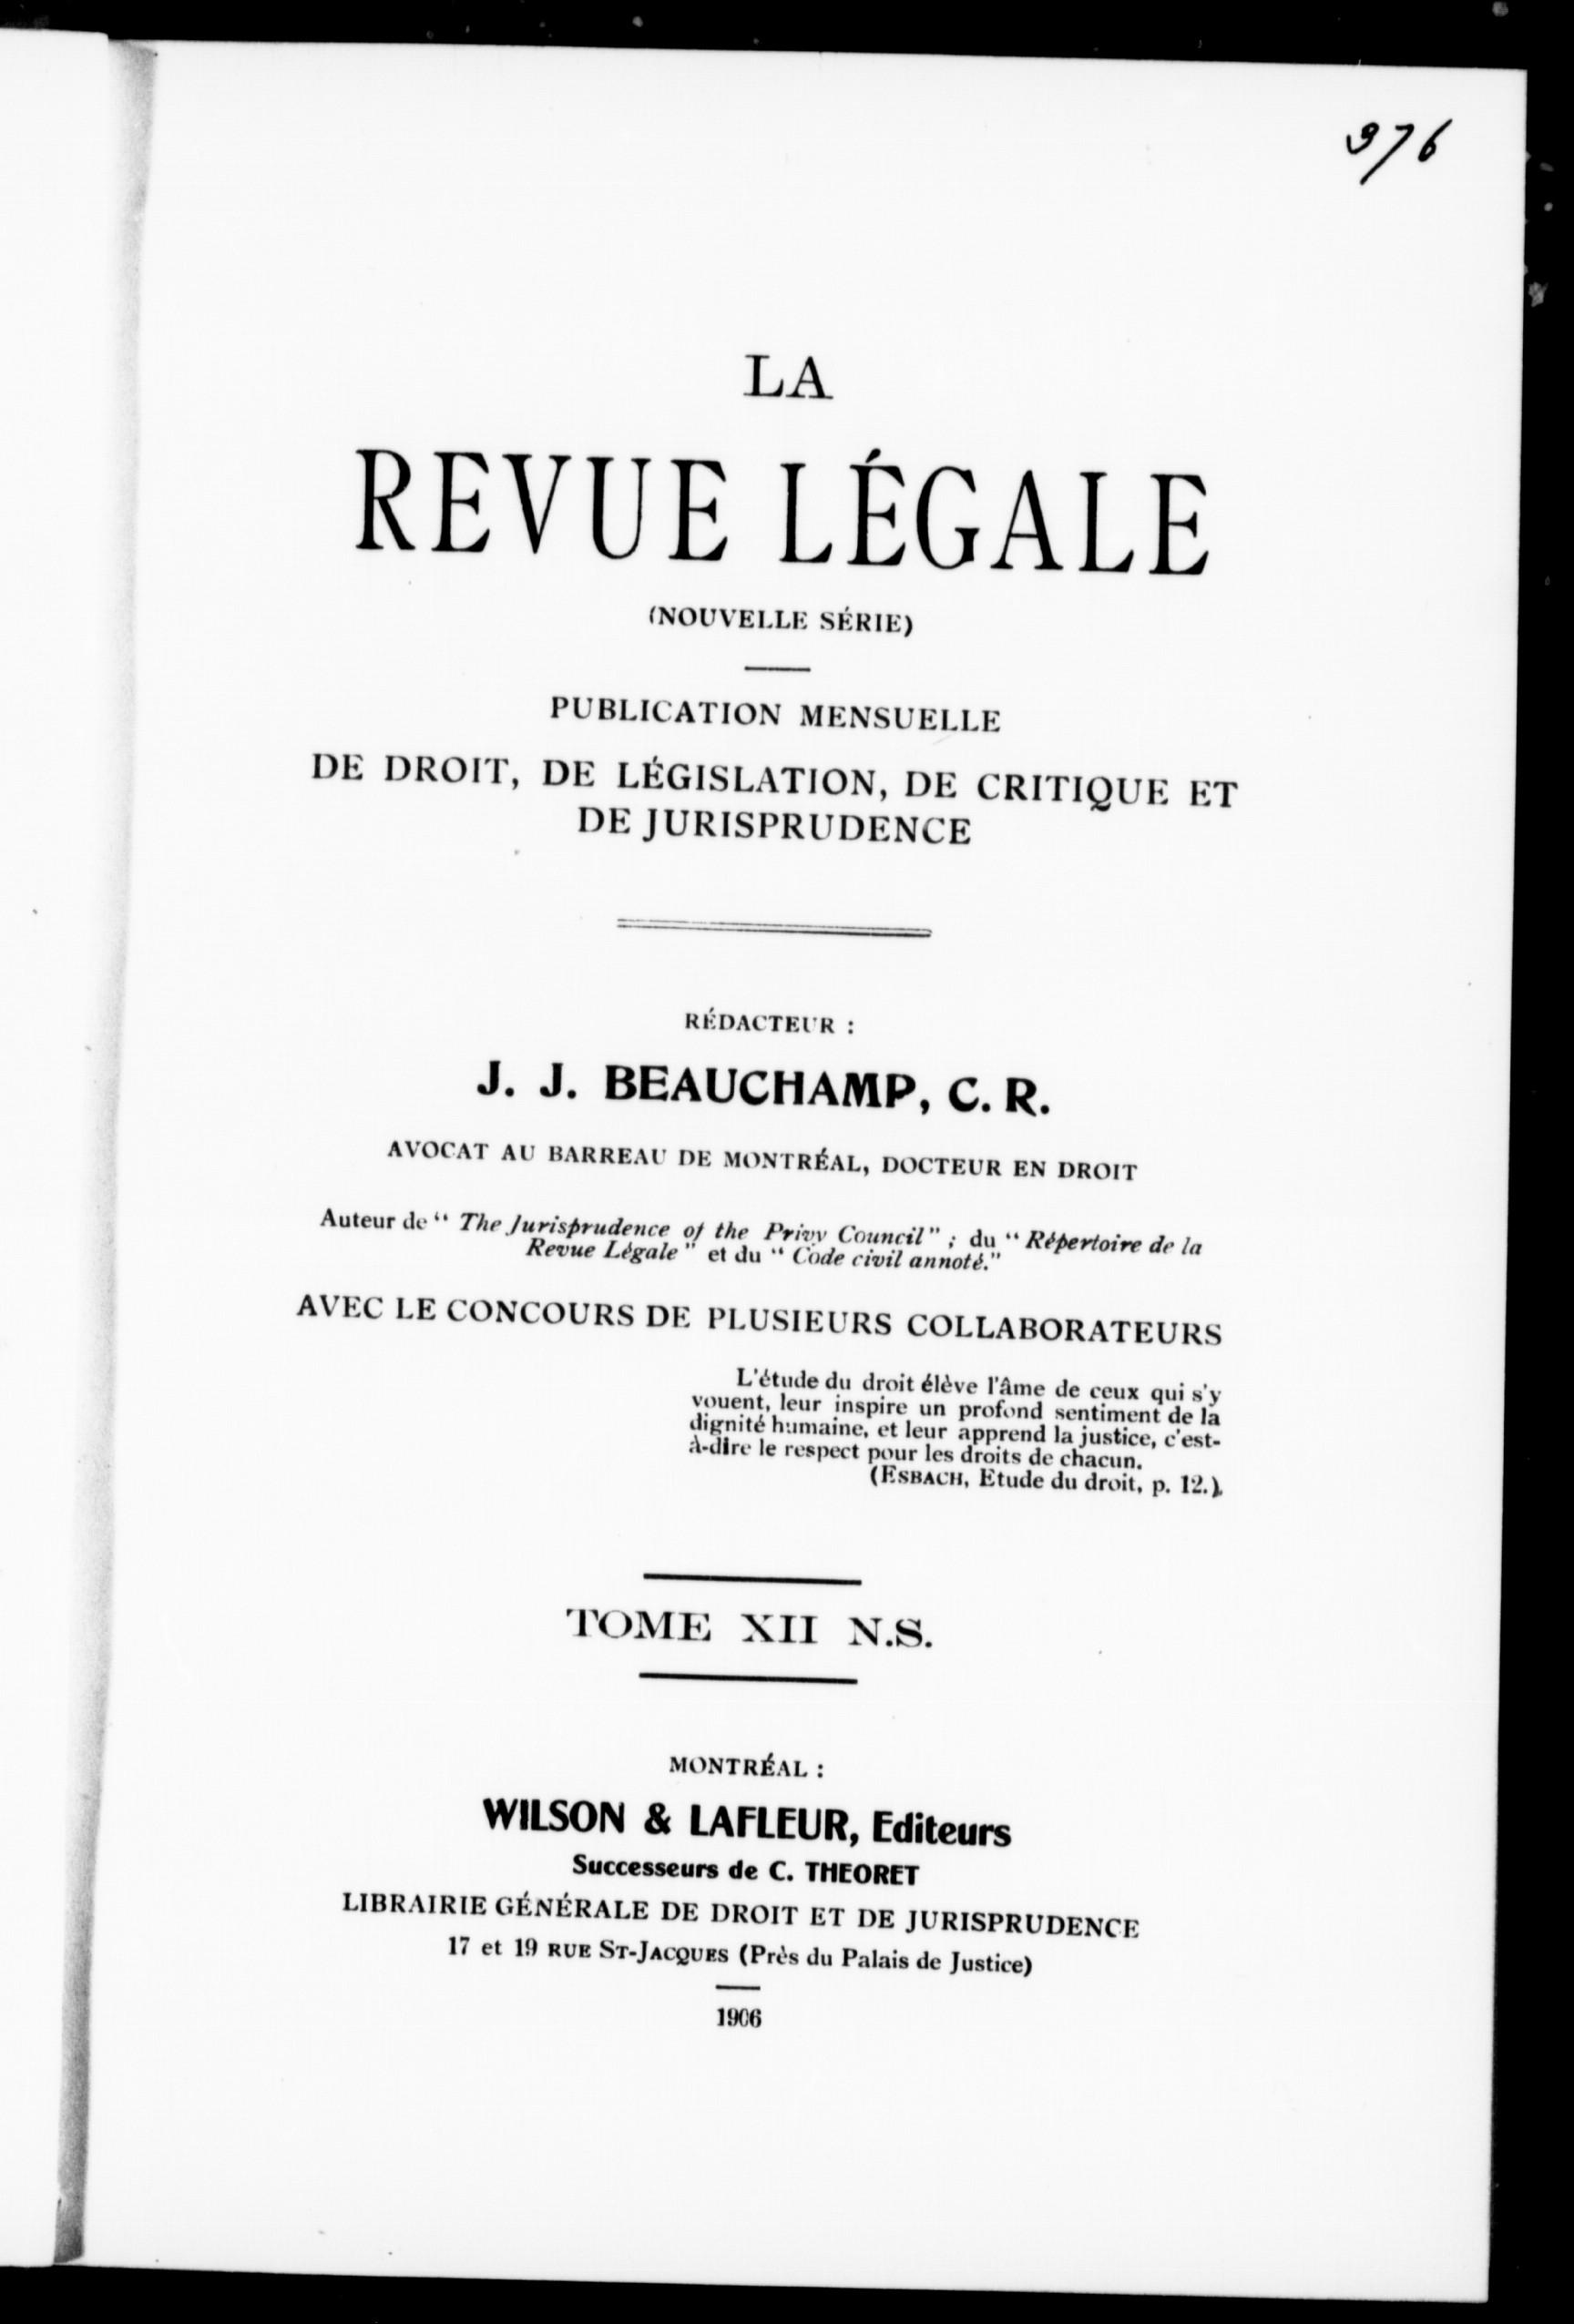 976
LA
REVUE LÉGALE
(NOUVELLE SÉRIE)
PUBLICATION MENSUELLE
DE DROIT, DE LÉGISLATION, DE CRITIQUE ET
DE JURISPRUDENCE
RÉDACTEUR :
J. J. BEAUCHAMP, C. R.
AVOCAT AU BARREAU DE MONTRÉAL, DOCTEUR EN DROIT
Auteur de “ The Jurisprudence of the Privy Council” ; du “ Répertoire de la
Revue Légale ” et du “ Code civil annoté.”
AVEC LE CONCOURS DE PLUSIEURS COLLABORATEURS
L'étude du droit élève l'âme de ceux qui s'y
vouent, leur inspire un profond sentiment de la
dignité humaine, et leur apprend la justice, c'est-
à-dire le respect pour les droits de chacun.
(ESBACH, Etude du droit, p. 12.)
TOME XII N.S.
MONTRÉAL :
WILSON & LAFLEUR, Editeurs
Successeurs de C. THEORET
LIBRAIRIE GÉNÉRALE DE DROIT ET DE JURISPRUDENCE
17 et 19 RUE ST-JACQUES (Près du Palais de Justice)
1906